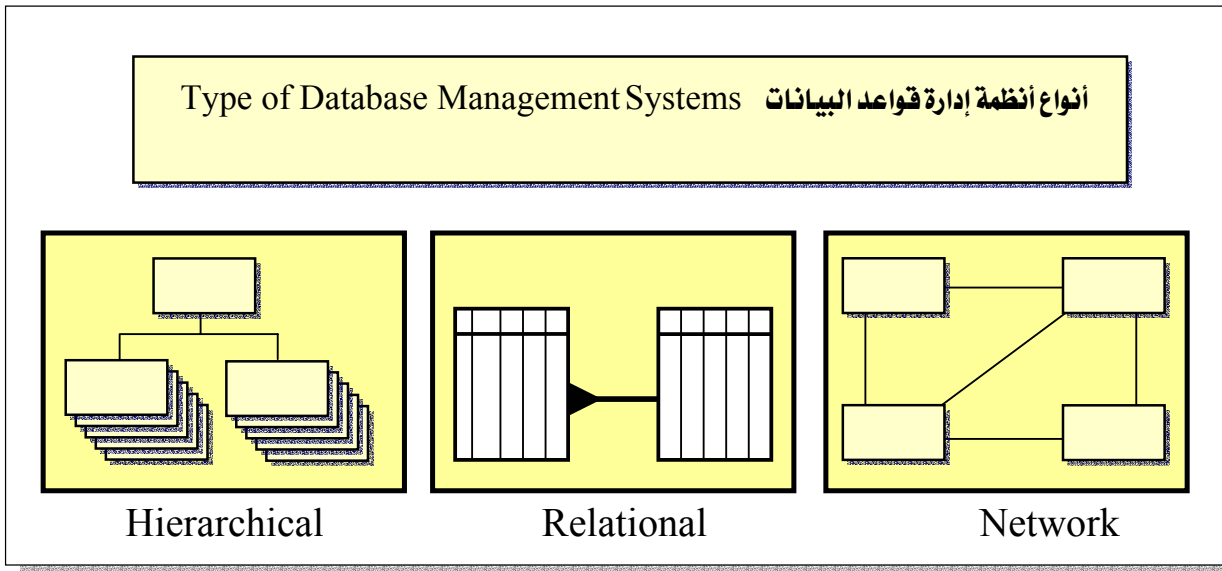 Type of Database Management Systems أنواع أنظمة إدارة قواعد البيانات
Hierarchical
Relational
Network